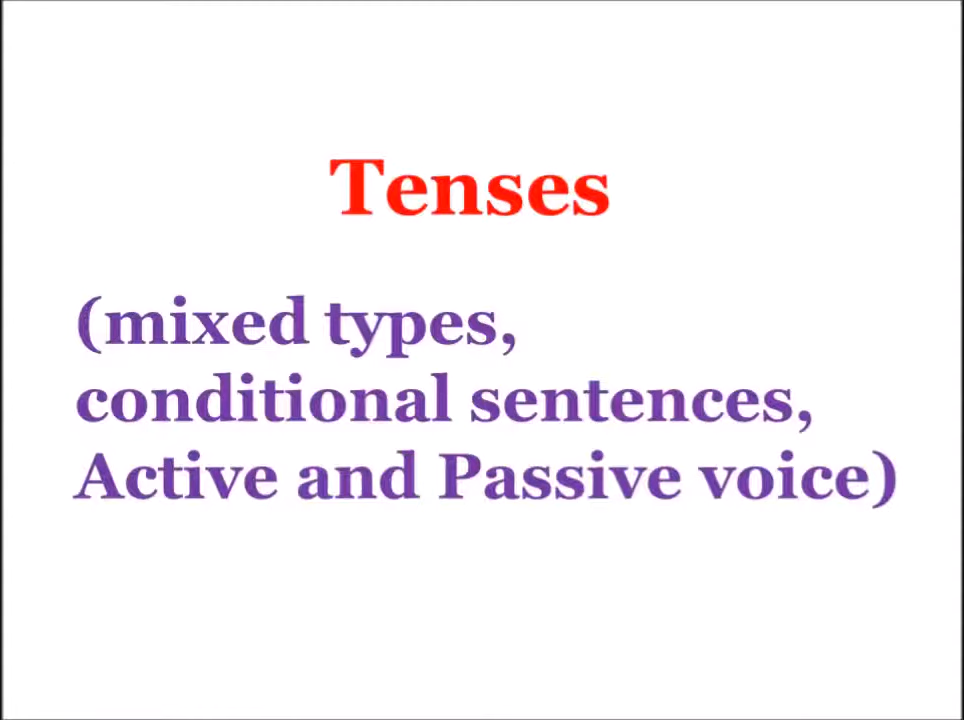 Tenses
(mixed types,
conditional sentences,
Active and Passive voice)